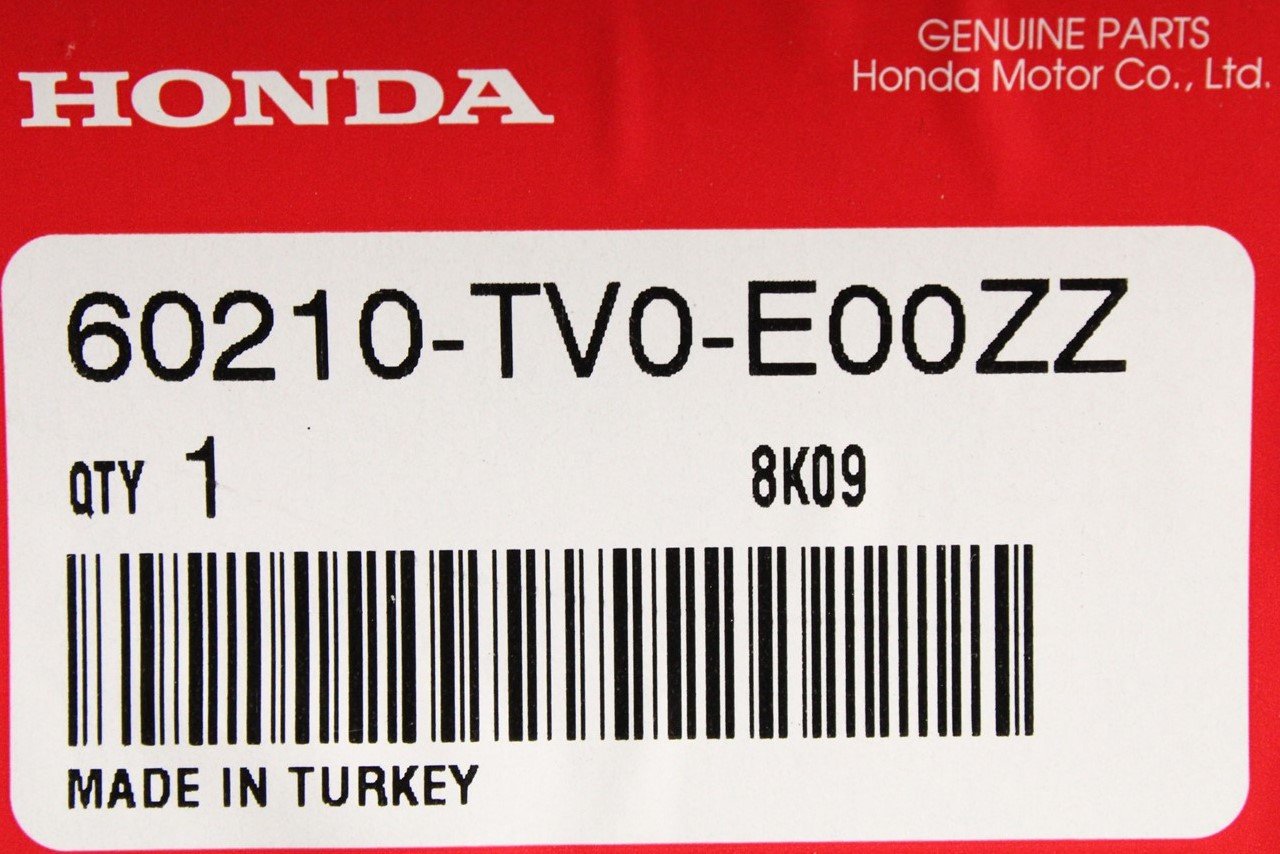 GENUINE PARTS
Honda Motor Co., Ltd.
HONDA
60210-TV0-E00ZZ
QTY 1 8K09
MADE IN TURKEY